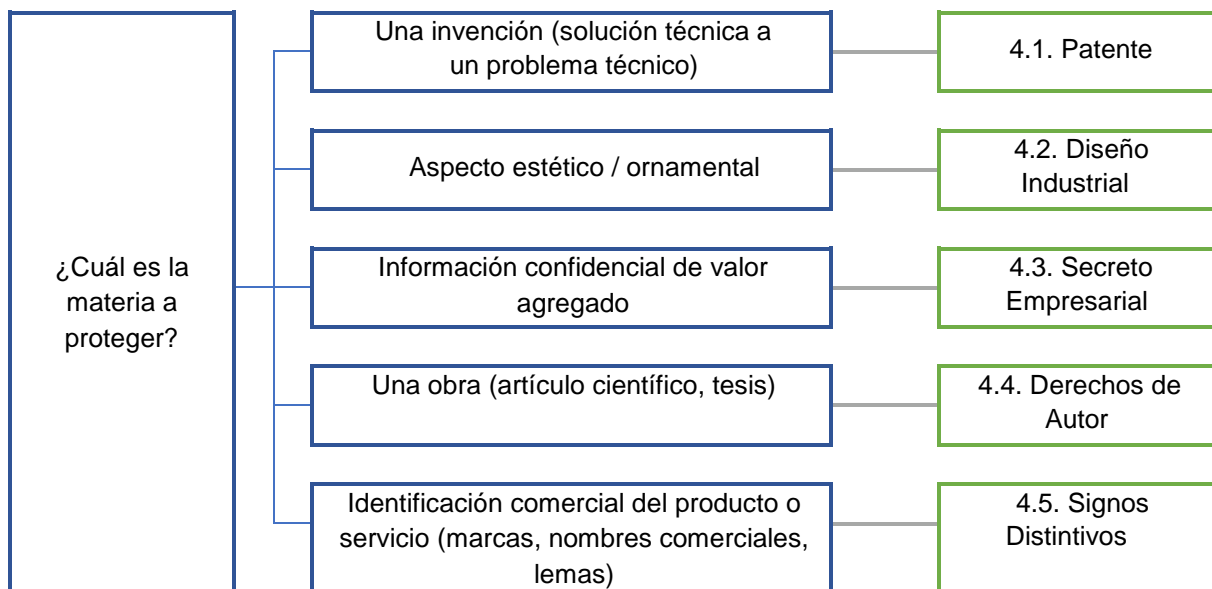 ¿Cuál es la
materia a
proteger?
Una invención (solución técnica a
un problema técnico)
4.1. Patente
Aspecto estético / ornamental
4.2. Diseño
Industrial
Información confidencial de valor
agregado
4.3. Secreto
Empresarial
Una obra (artículo científico, tesis)
4.4. Derechos de
Autor
Identificación comercial del producto o
servicio (marcas, nombres comerciales,
lemas)
4.5. Signos
Distintivos